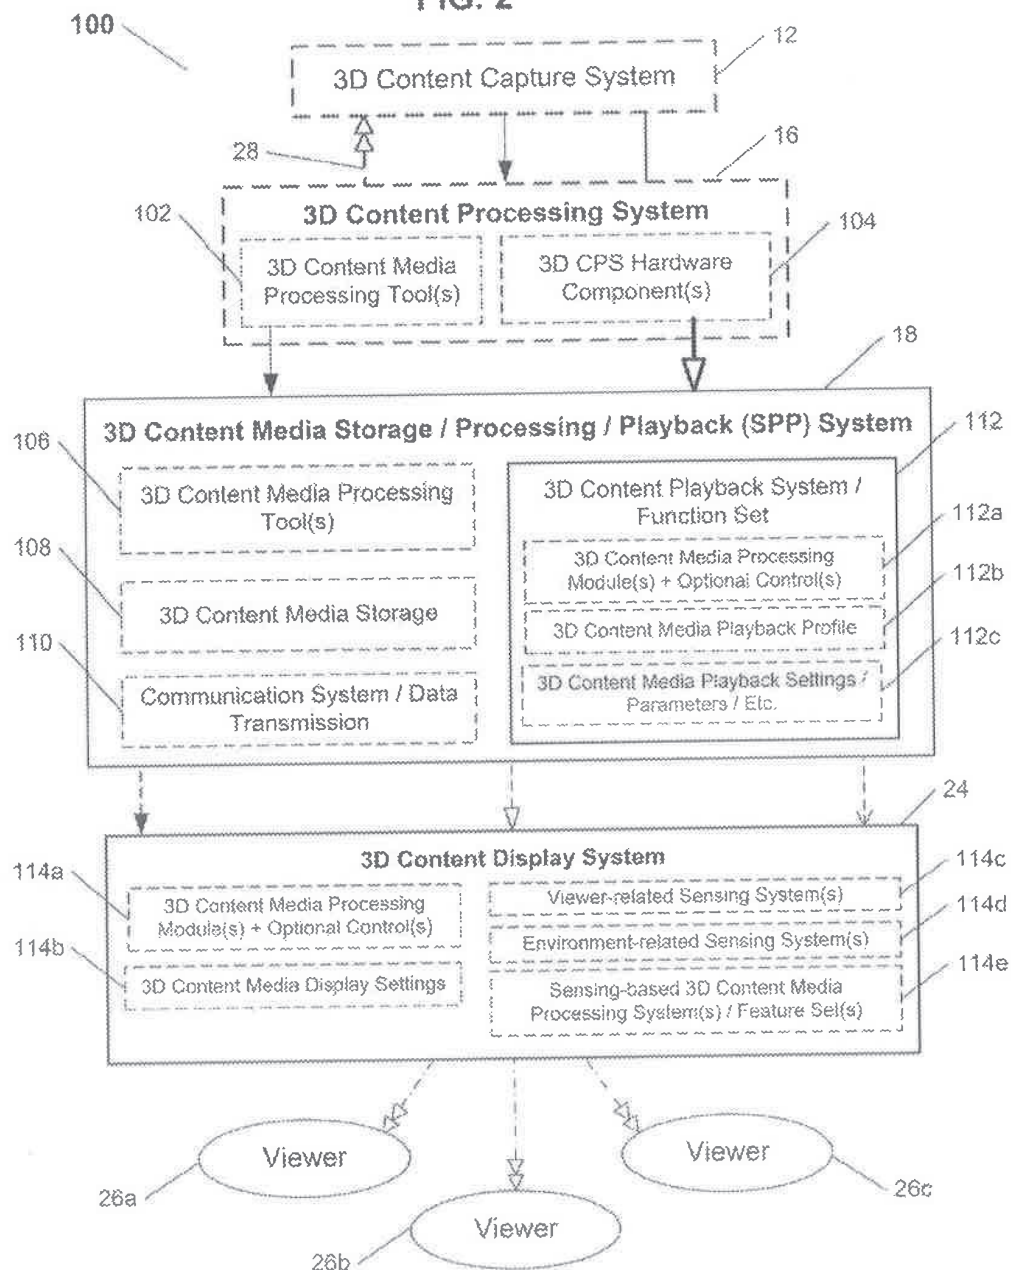 FIG. 2
100
12
3D Content Capture System
28
16
102
3D Content Processing System
104
3D Content Media
Processing Tool(s)
3D CPS Hardware
Component(s)
18
3D Content Media Storage / Processing / Playback (SPP) System
106
112
3D Content Media Processing
Tool(s)
3D Content Playback System /
Function Set
112a
108
3D Content Media Processing
Module(s) + Optional Control(s)
112b
3D Content Media Storage
3D Content Media Playback Profile
110
112c
Communication System / Data
Transmission
3D Content Media Playback Settings /
Parameters / Etc.
24
3D Content Display System
114a
114c
3D Content Media Processing
Module(s) + Optional Control(s)
Viewer-related Sensing System(s)
114d
114b
Environment-related Sensing System(s)
3D Content Media Display Settings
114e
Sensing-based 3D Content Media
Processing System(s) / Feature Set(s)
Viewer
Viewer
26a
26c
Viewer
26b